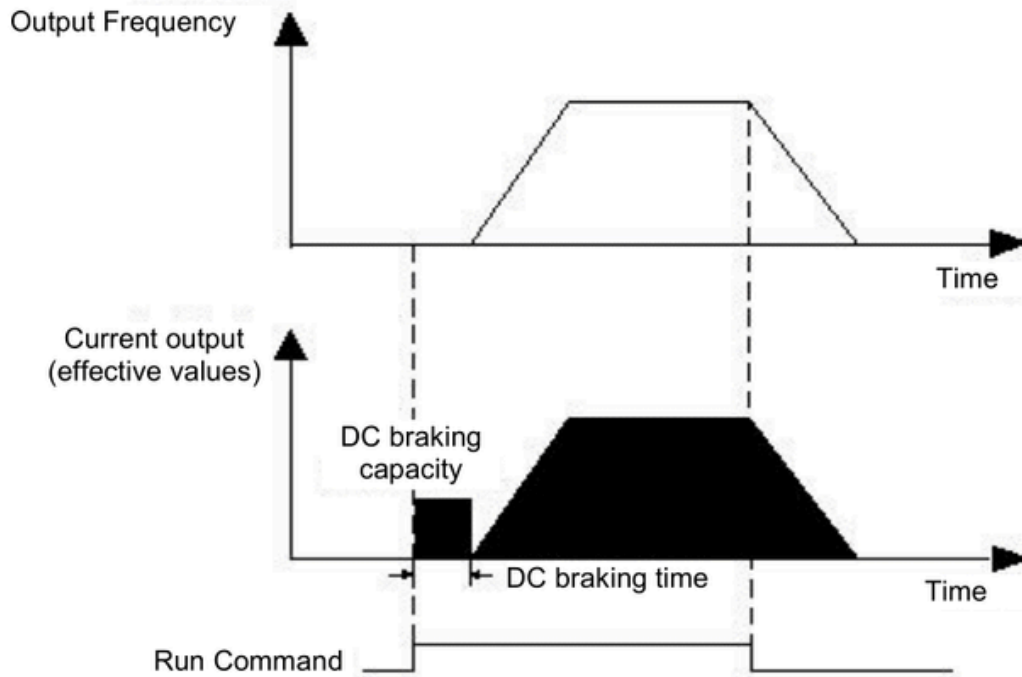 Output Frequency
Time
Current output
(effective values)
DC braking
capacity
DC braking time
Time
Run Command